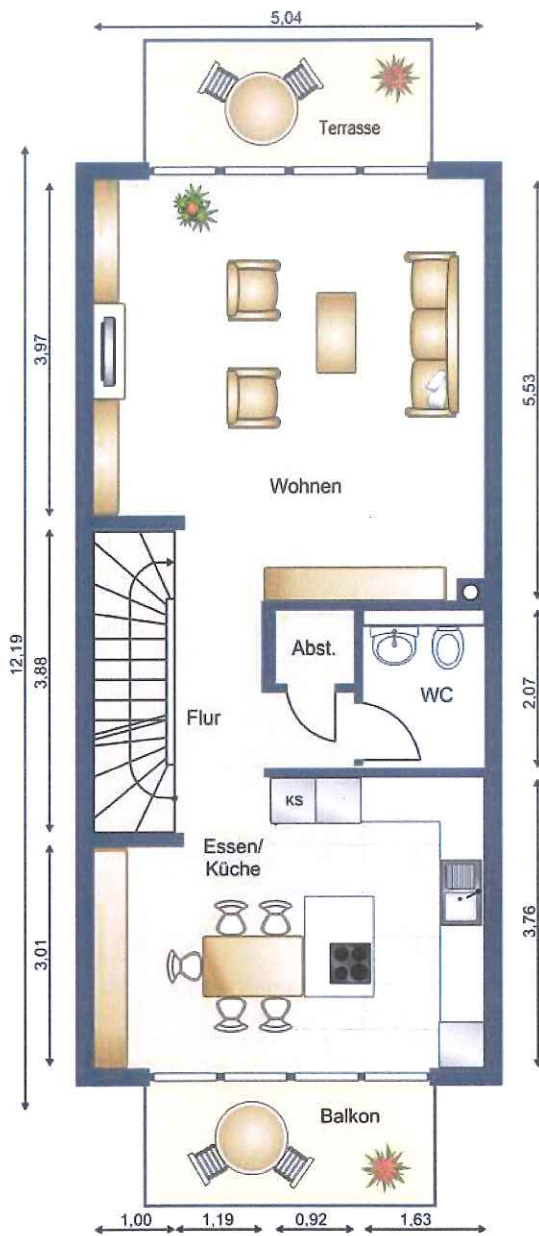 5,04
Terrasse
3,97
5,53
Wohnen
12,19
3,88
Abst.
WC
2,07
Flur
KS
Essen/
Küche
3,01
3,76
Balkon
1,00
1,19
0,92
1,63